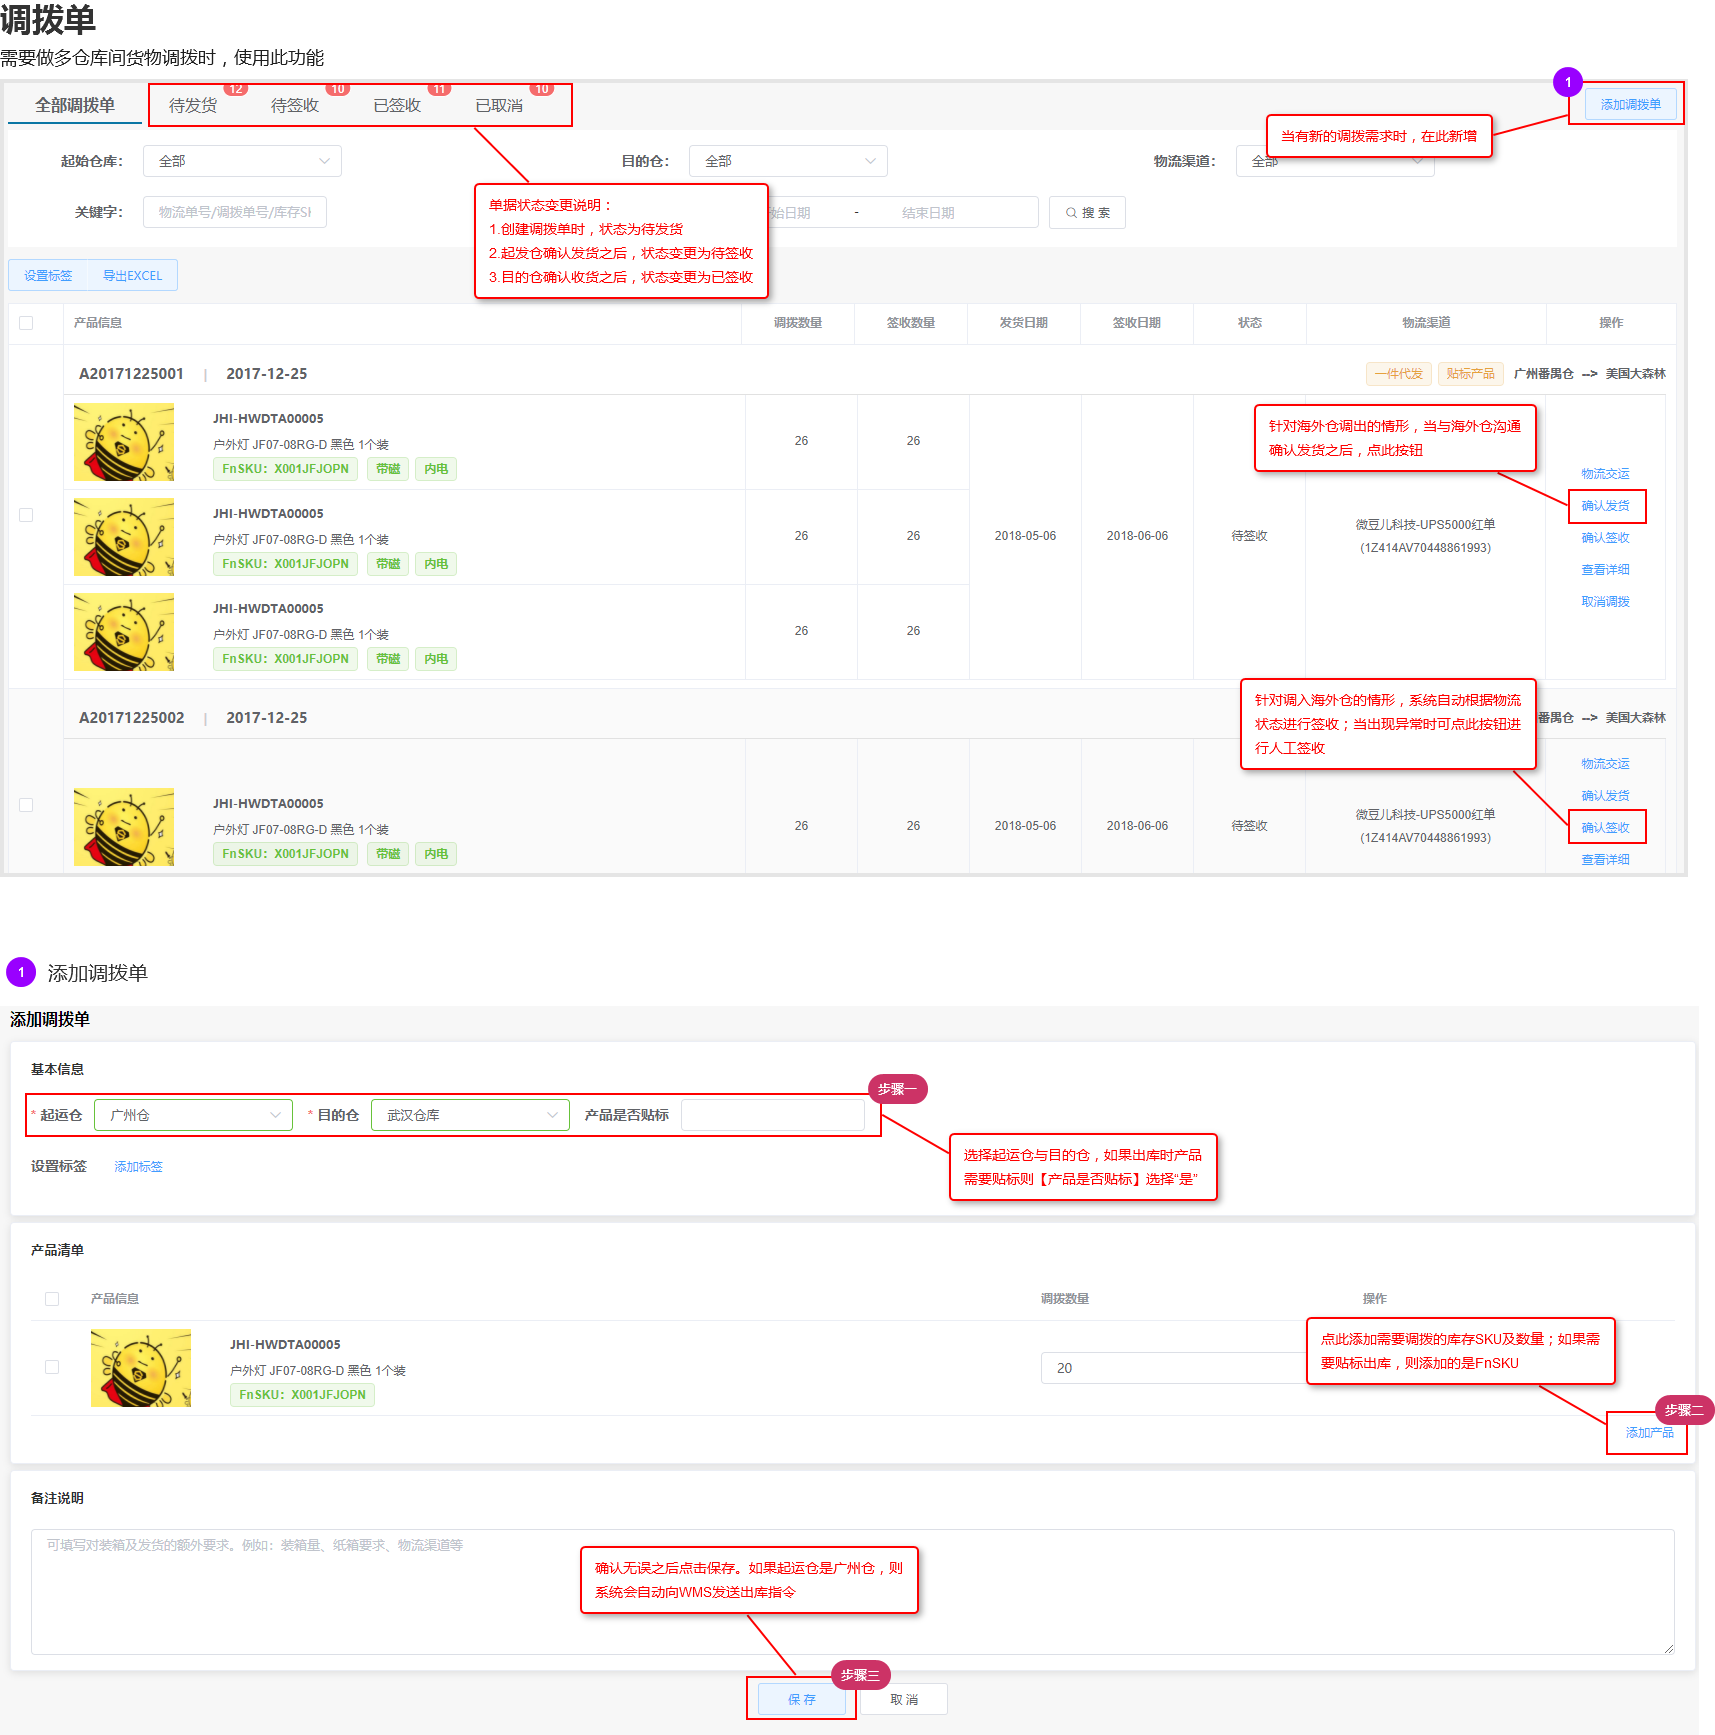 调拨单
需要做多仓库间货物调拨时，使用此功能
全部调拨单
待发货 12
待签收 10
已签收 11
已取消 10
1
添加调拨单
当有新的调拨需求时，在此新增
起始仓库：
全部
目的仓：
全部
物流渠道：
全部
关键字：
物流单号/调拨单号/库存SK
始日期 - 结束日期
搜 索
单据状态变更说明：
1.创建调拨单时，状态为待发货
2.起发仓确认发货之后，状态变更为待签收
3.目的仓确认收货之后，状态变更为已签收
设置标签
导出EXCEL
产品信息 调拨数量 签收数量 发货日期 签收日期 状态 物流渠道 操作
A20171225001 | 2017-12-25
一件代发 贴标产品 广州番禺仓 --> 美国大森林
JHI-HWDTA00005
户外灯 JF07-08RG-D 黑色 1个装
FnSKU：X001JFJOPN 带磁 内电
26 26
JHI-HWDTA00005
户外灯 JF07-08RG-D 黑色 1个装
FnSKU：X001JFJOPN 带磁 内电
26 26 2018-05-06 2018-06-06 待签收
微豆儿科技-UPS5000红单
（1Z414AV70448861993）
JHI-HWDTA00005
户外灯 JF07-08RG-D 黑色 1个装
FnSKU：X001JFJOPN 带磁 内电
26 26
针对海外仓调出的情形，当与海外仓沟通
确认发货之后，点此按钮
物流交运
确认发货
确认签收
查看详细
取消调拨
A20171225002 | 2017-12-25
番禺仓 --> 美国大森林
针对调入海外仓的情形，系统自动根据物流
状态进行签收；当出现异常时可点此按钮进
行人工签收
JHI-HWDTA00005
户外灯 JF07-08RG-D 黑色 1个装
FnSKU：X001JFJOPN 带磁 内电
26 26 2018-05-06 2018-06-06 待签收
微豆儿科技-UPS5000红单
（1Z414AV70448861993）
物流交运
确认发货
确认签收
查看详细
1 添加调拨单
添加调拨单
基本信息
步骤一
* 起运仓 广州仓 * 目的仓 武汉仓库 产品是否贴标
选择起运仓与目的仓，如果出库时产品
需要贴标则【产品是否贴标】选择“是”
设置标签 添加标签
产品清单
产品信息 调拨数量 操作
JHI-HWDTA00005
户外灯 JF07-08RG-D 黑色 1个装
FnSKU：X001JFJOPN
20
点此添加需要调拨的库存SKU及数量；如果需
要贴标出库，则添加的是FnSKU
步骤二
添加产品
备注说明
可填写对装箱及发货的额外要求。例如：装箱量、纸箱要求、物流渠道等
确认无误之后点击保存。如果起运仓是广州仓，则
系统会自动向WMS发送出库指令
步骤三
保 存
取 消